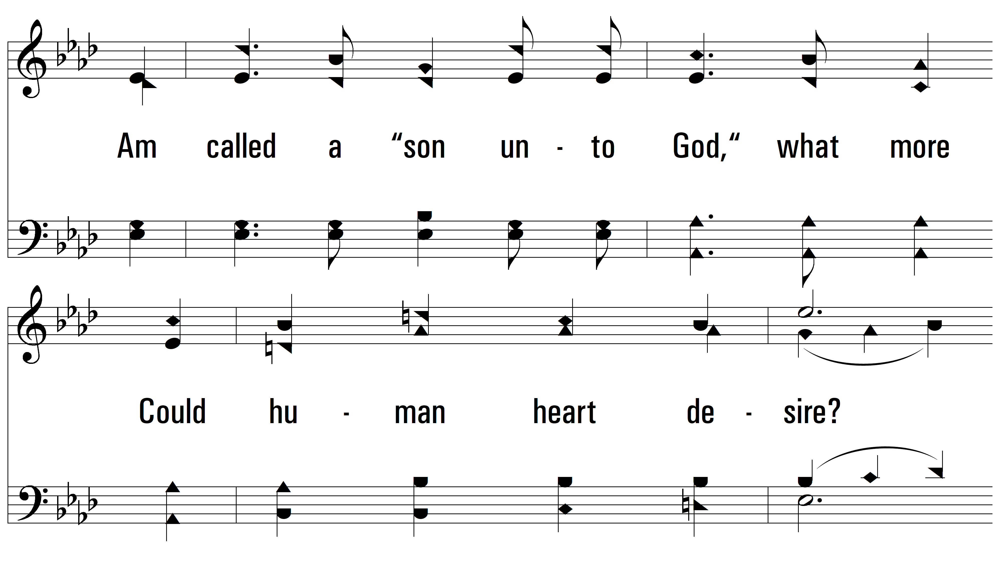 Am called a “son un - to God,“ what more
Could hu - man heart de - sire?